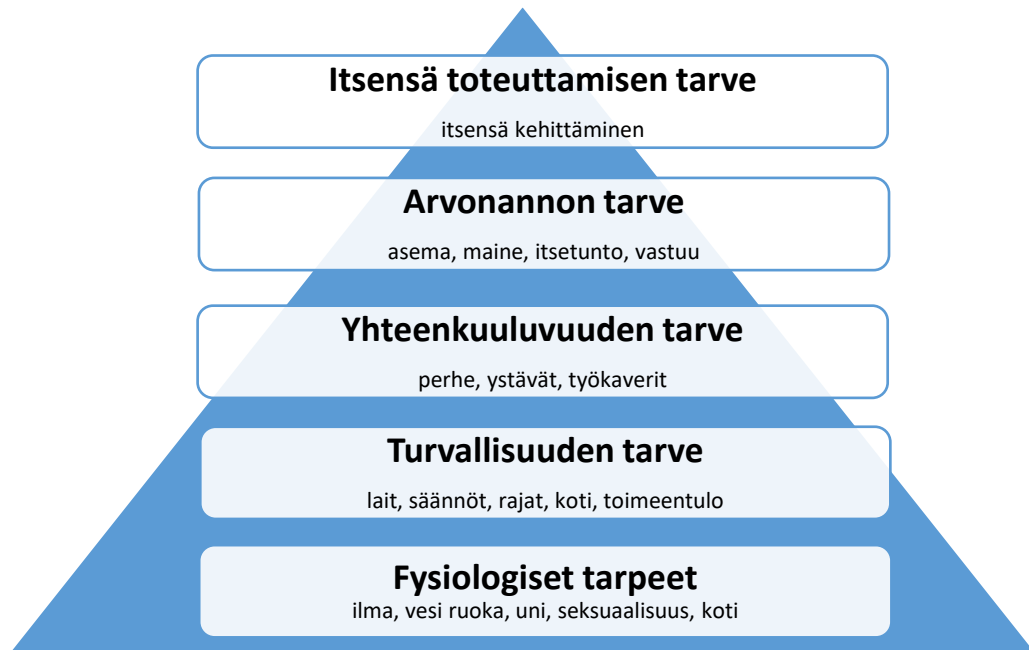 Itsensä toteuttamisen tarve
itsensä kehittäminen
Arvonannon tarve
asema, maine, itsetunto, vastuu
Yhteenkuuluvuuden tarve
perhe, ystävät, työkaverit
Turvallisuuden tarve
lait, säännöt, rajat, koti, toimeentulo
Fysiologiset tarpeet
ilma, vesi ruoka, uni, seksuaalisuus, koti